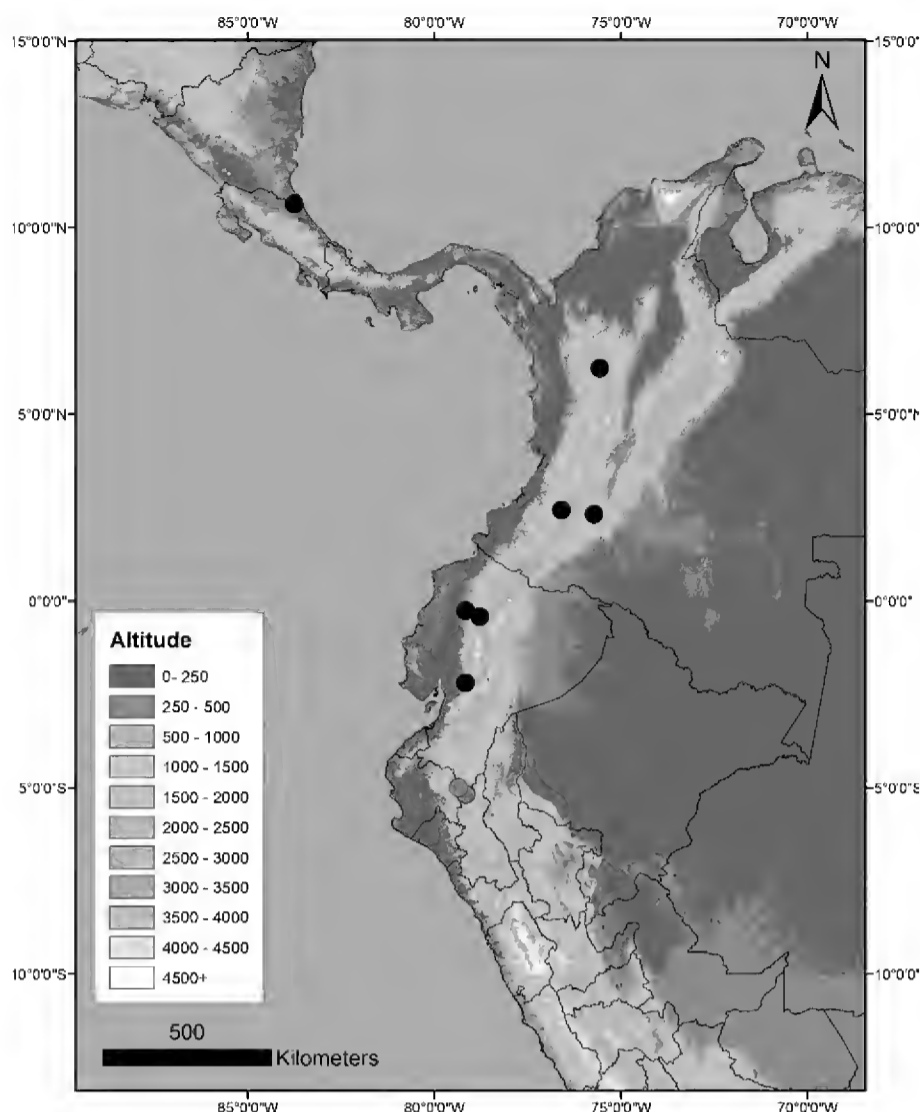 85°0'0"W 80°0'0"W 75°0'0"W 70°0'0"W
15°0'0"N 15°0'0"N
N
10°0'0"N 10°0'0"N
5°0'0"N 5°0'0"N
0°0'0" 0°0'0"
Altitude
0- 250
250 - 500
500 - 1000
1000 - 1500
1500 - 2000
2000 - 2500
2500 - 3000
3000 - 3500
3500 - 4000
4000 - 4500
4500+
5°0'0"S 5°0'0"S
10°0'0"S 10°0'0"S
500
Kilometers
85°0'0"W 80°0'0"W 75°0'0"W 70°0'0"W